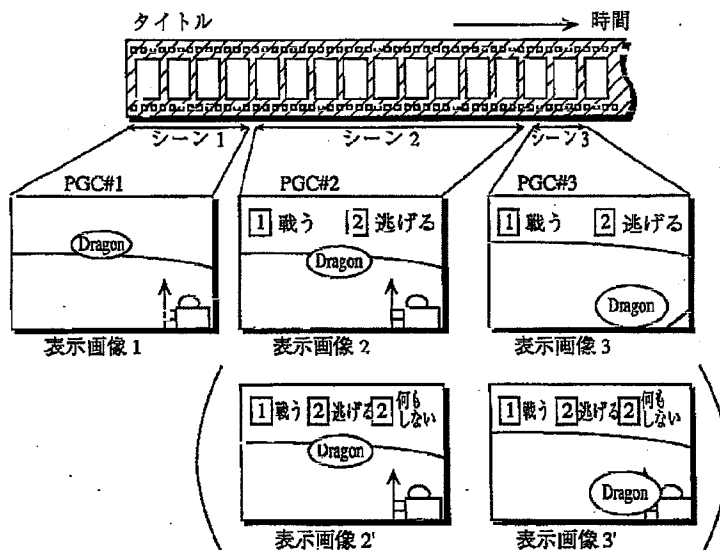 タイトル 時間
シーン1 シーン2 シーン3
PGC#1 PGC#2 PGC#3
Dragon
表示画像1
1 戦う 2 逃げる
Dragon
表示画像2
1 戦う 2 逃げる
Dragon
表示画像3
1 戦う 2 逃げる 2 何もしない
Dragon
表示画像2'
1 戦う 2 逃げる 2 何もしない
Dragon
表示画像3'